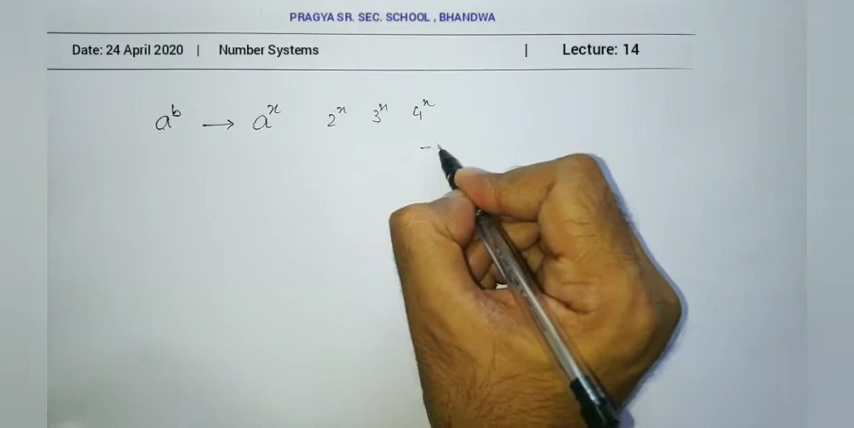 PRAGYA SR. SEC. SCHOOL , BHANDWA
Date: 24 April 2020 | Number Systems | Lecture: 14
a^b → a^x 2^x 3^x 4^x